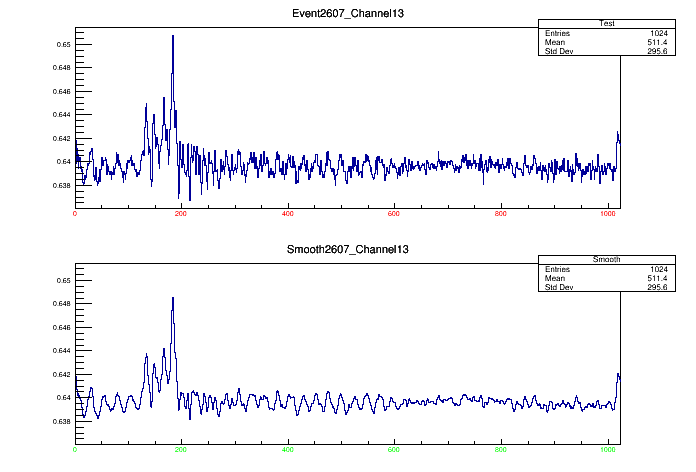 Event2607_Channel13
Test
Entries 1024
Mean 511.4
Std Dev 295.6
0.65
0.648
0.646
0.644
0.642
0.64
0.638
0 200 400 600 800 1000
Smooth2607_Channel13
Smooth
Entries 1024
Mean 511.4
Std Dev 295.6
0.65
0.648
0.646
0.644
0.642
0.64
0.638
0 200 400 600 800 1000